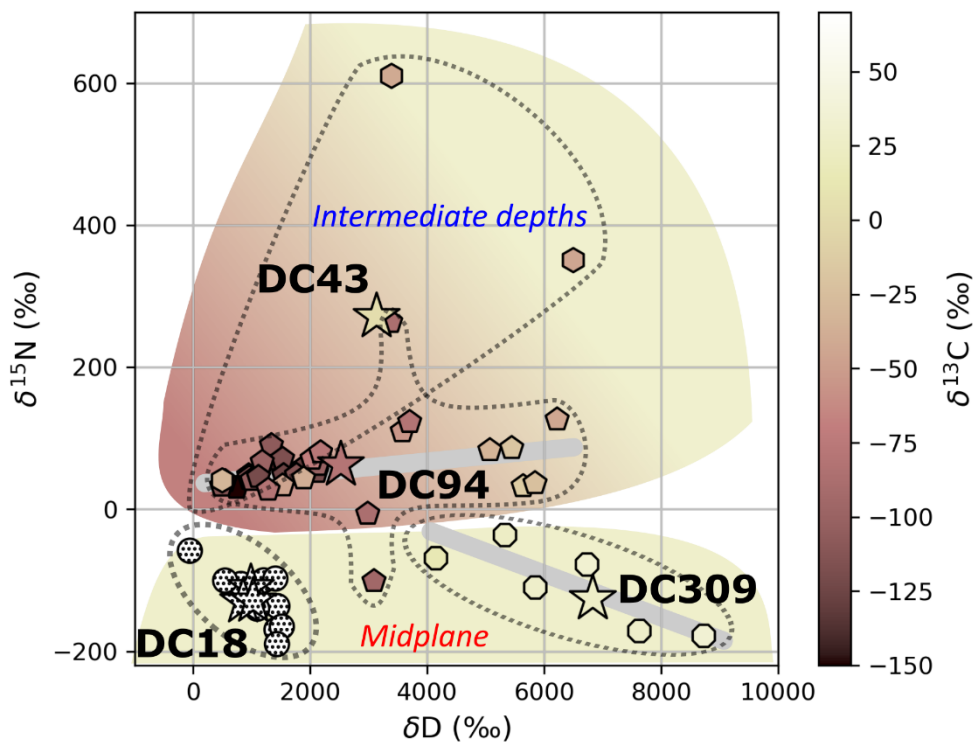 600
400
200
0
−200
δ¹⁵N (‰)
Intermediate depths
DC43
DC94
DC309
DC18
Midplane
0
2000
4000
6000
8000
10000
δD (‰)
50
25
0
−25
−50
−75
−100
−125
−150
δ¹³C (‰)